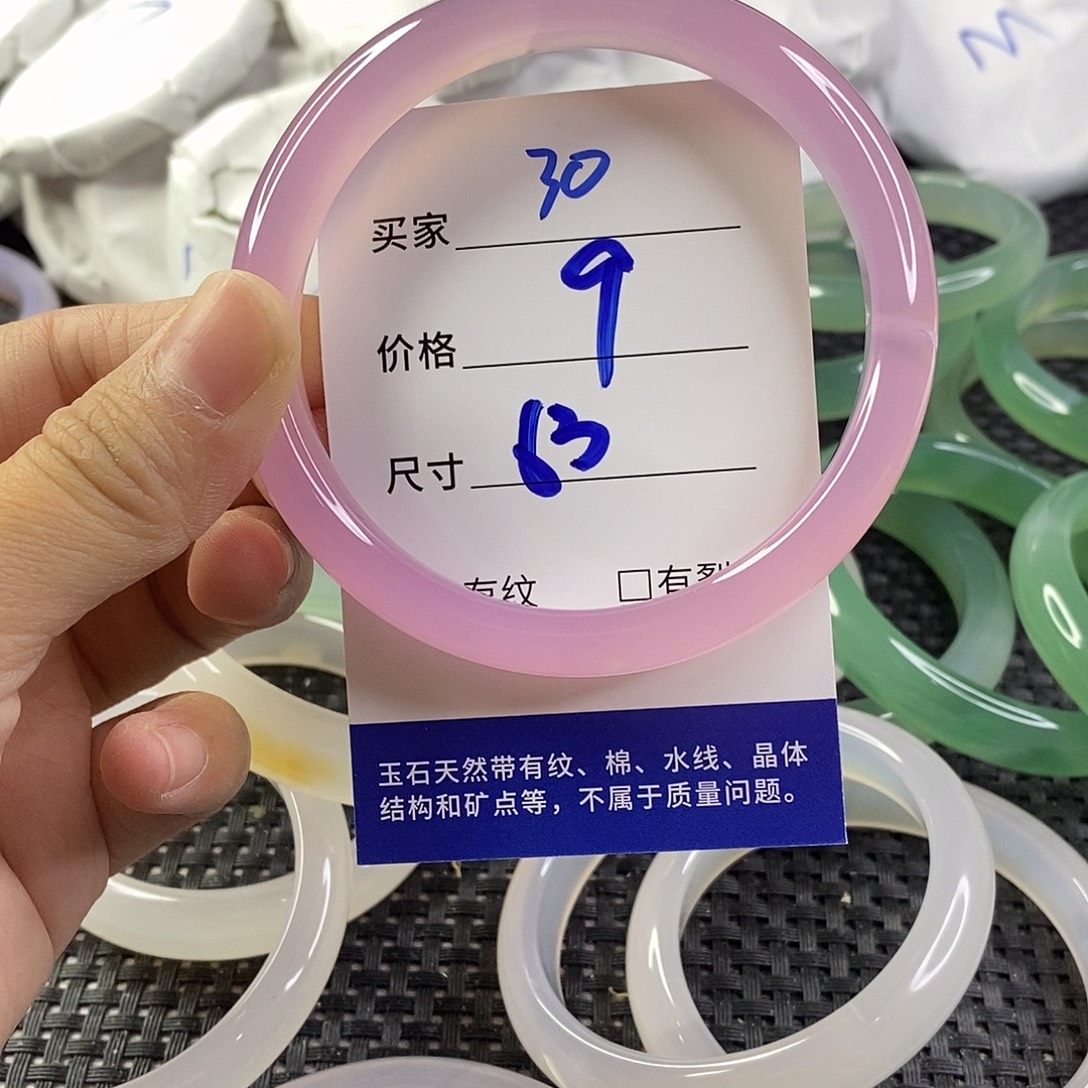 M
30
买家
9
价格
63
尺寸
有纹 □有裂
玉石天然带有纹、棉、水线、晶体
结构和矿点等，不属于质量问题。